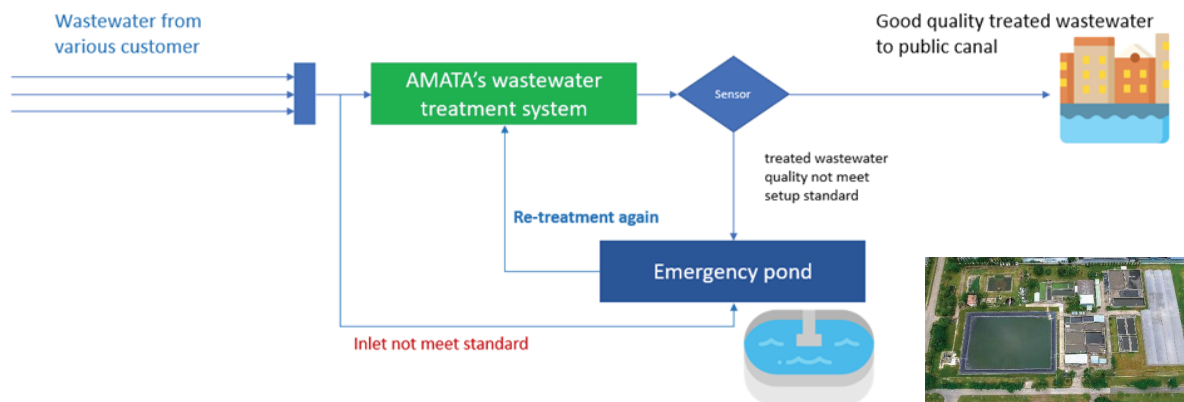 Wastewater from
various customer
Good quality treated wastewater
to public canal
AMATA's wastewater
treatment system
Sensor
treated wastewater
quality not meet
setup standard
Re-treatment again
Emergency pond
Inlet not meet standard